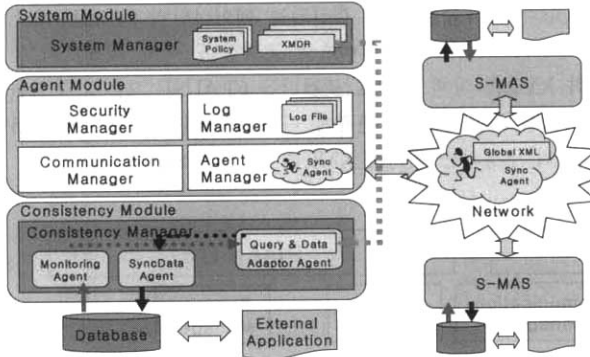 System Module
System Manager
System
Policy
XMDR
Agent Module
Security
Manager
Log
Manager
Log File
Communication
Manager
Agent
Manager
Sync
Agent
Consistency Module
Consistency Manager
Monitoring
Agent
SyncData
Agent
Query & Data
Adaptor Agent
Database
External
Application
S-MAS
Global XML
Sync
Agent
Network
S-MAS